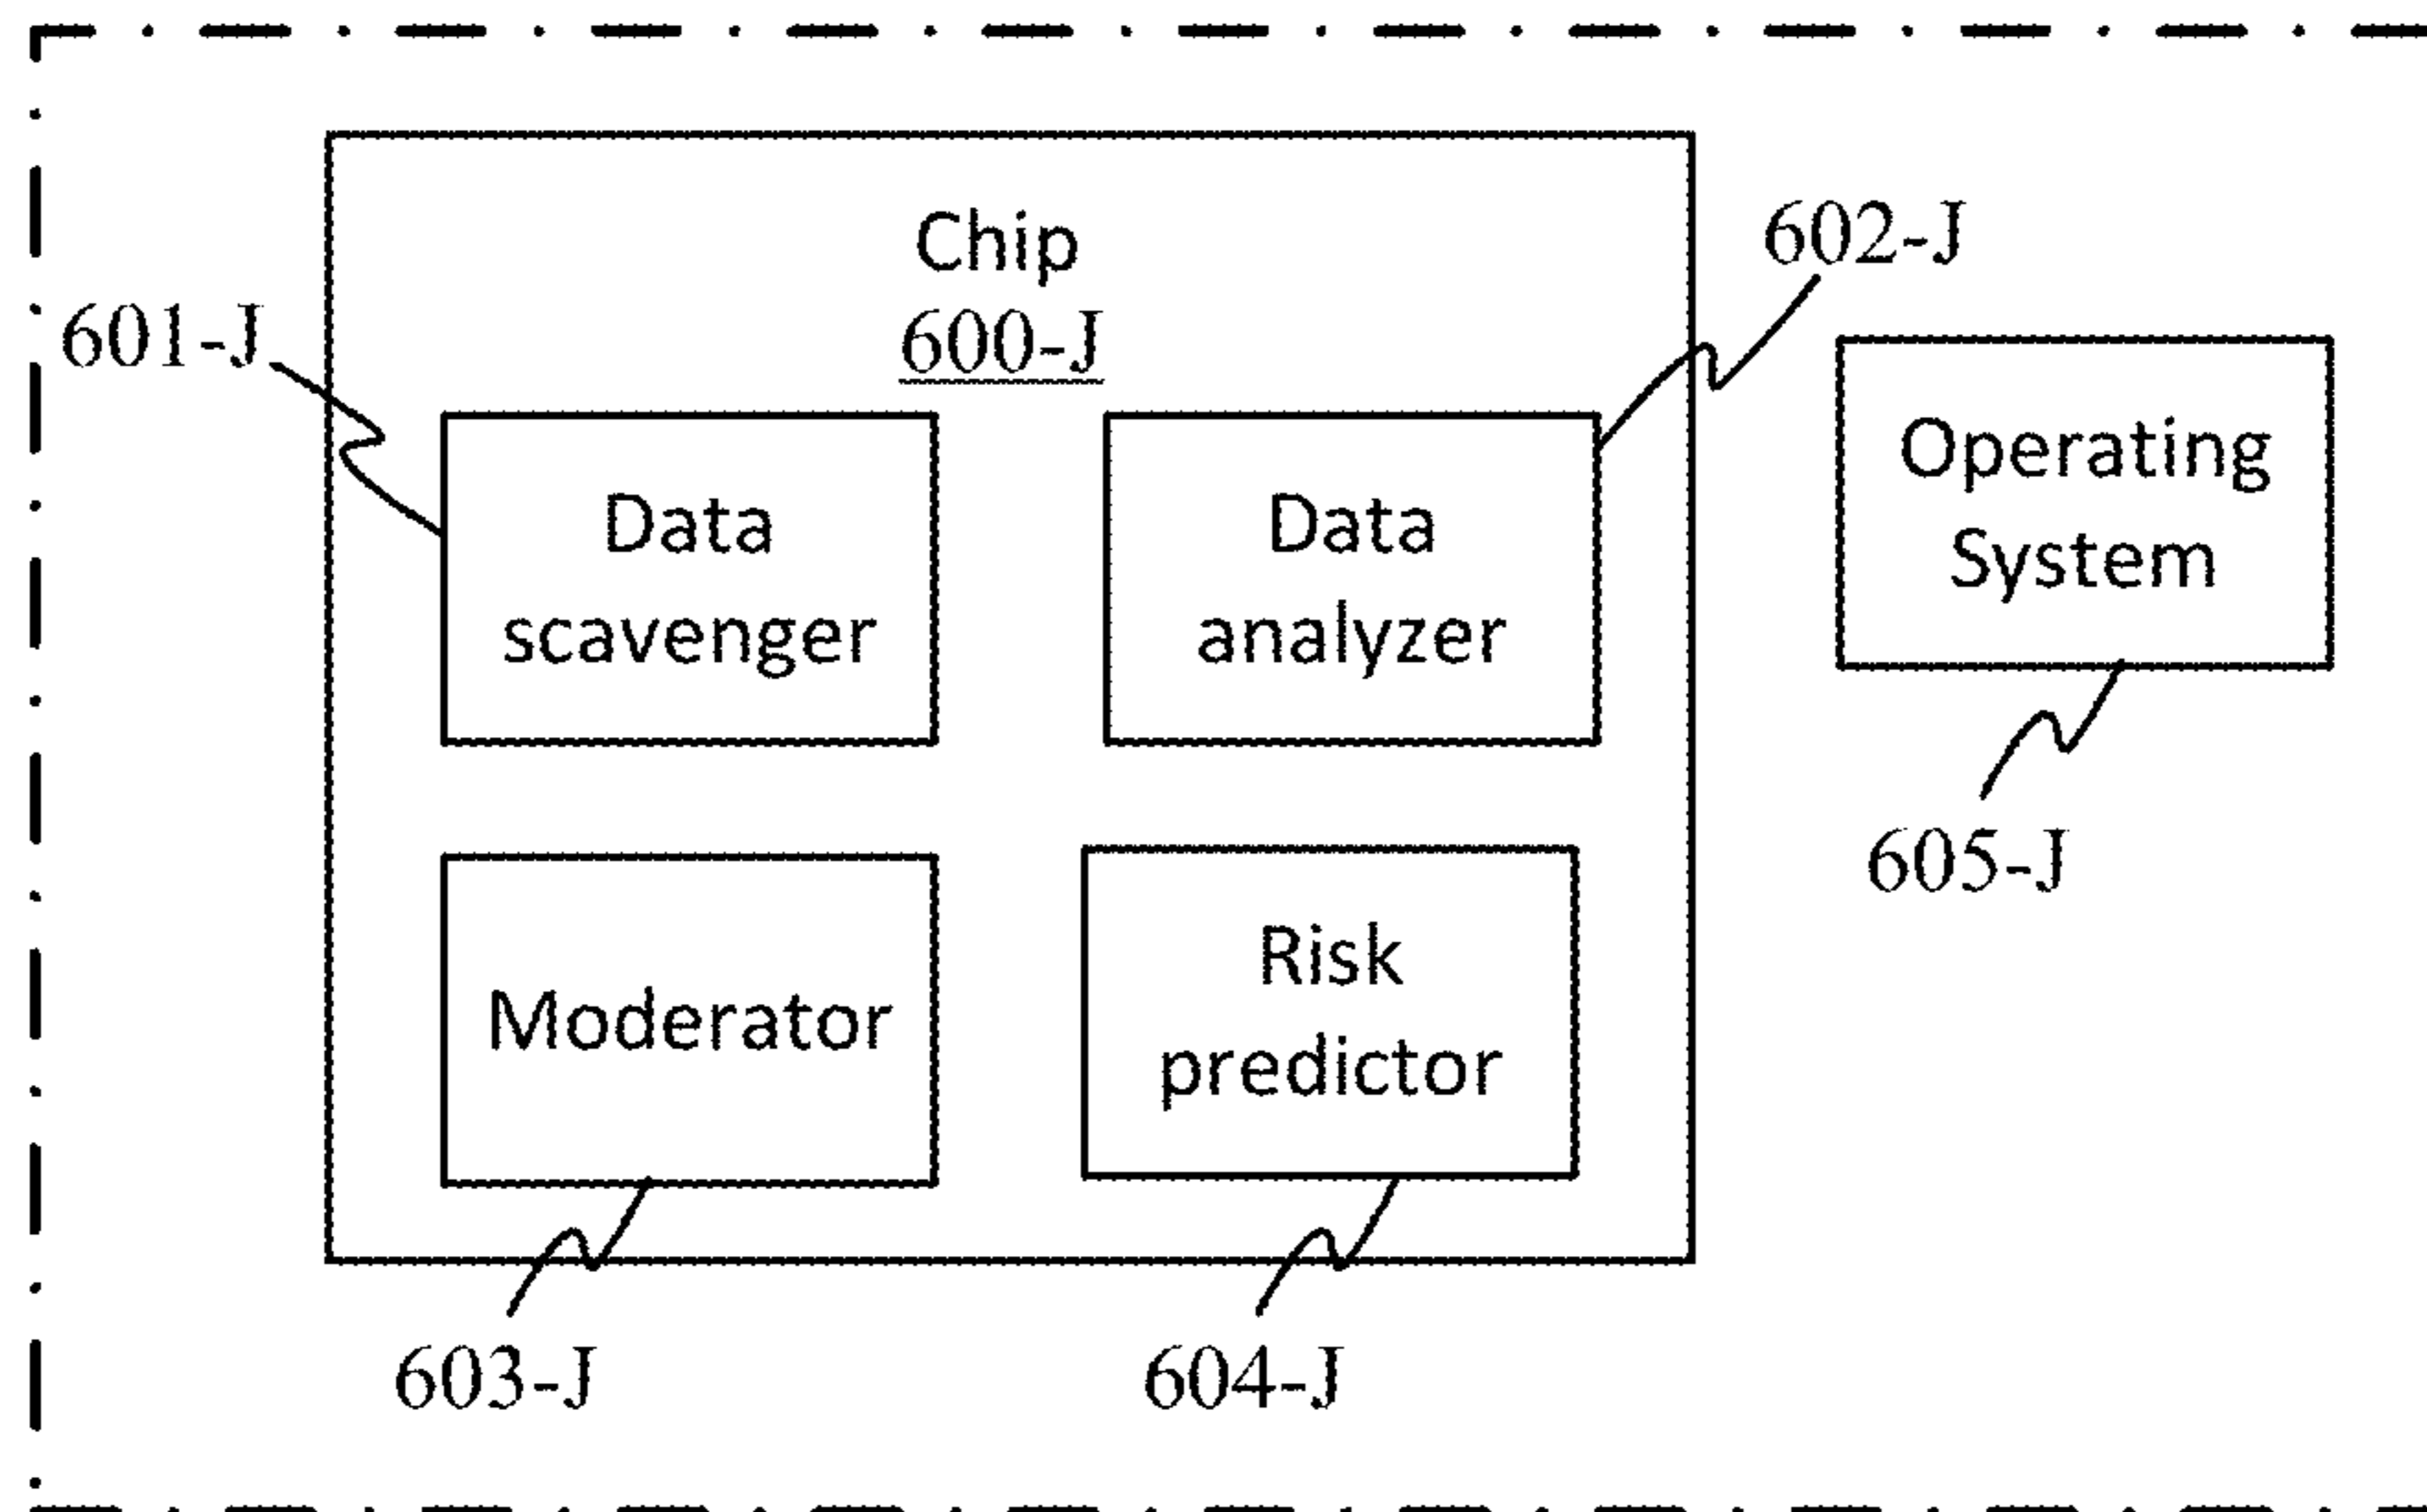 Chip
600-J
601-J
602-J
Data
scavenger
Data
analyzer
Operating
System
605-J
Moderator
Risk
predictor
603-J
604-J